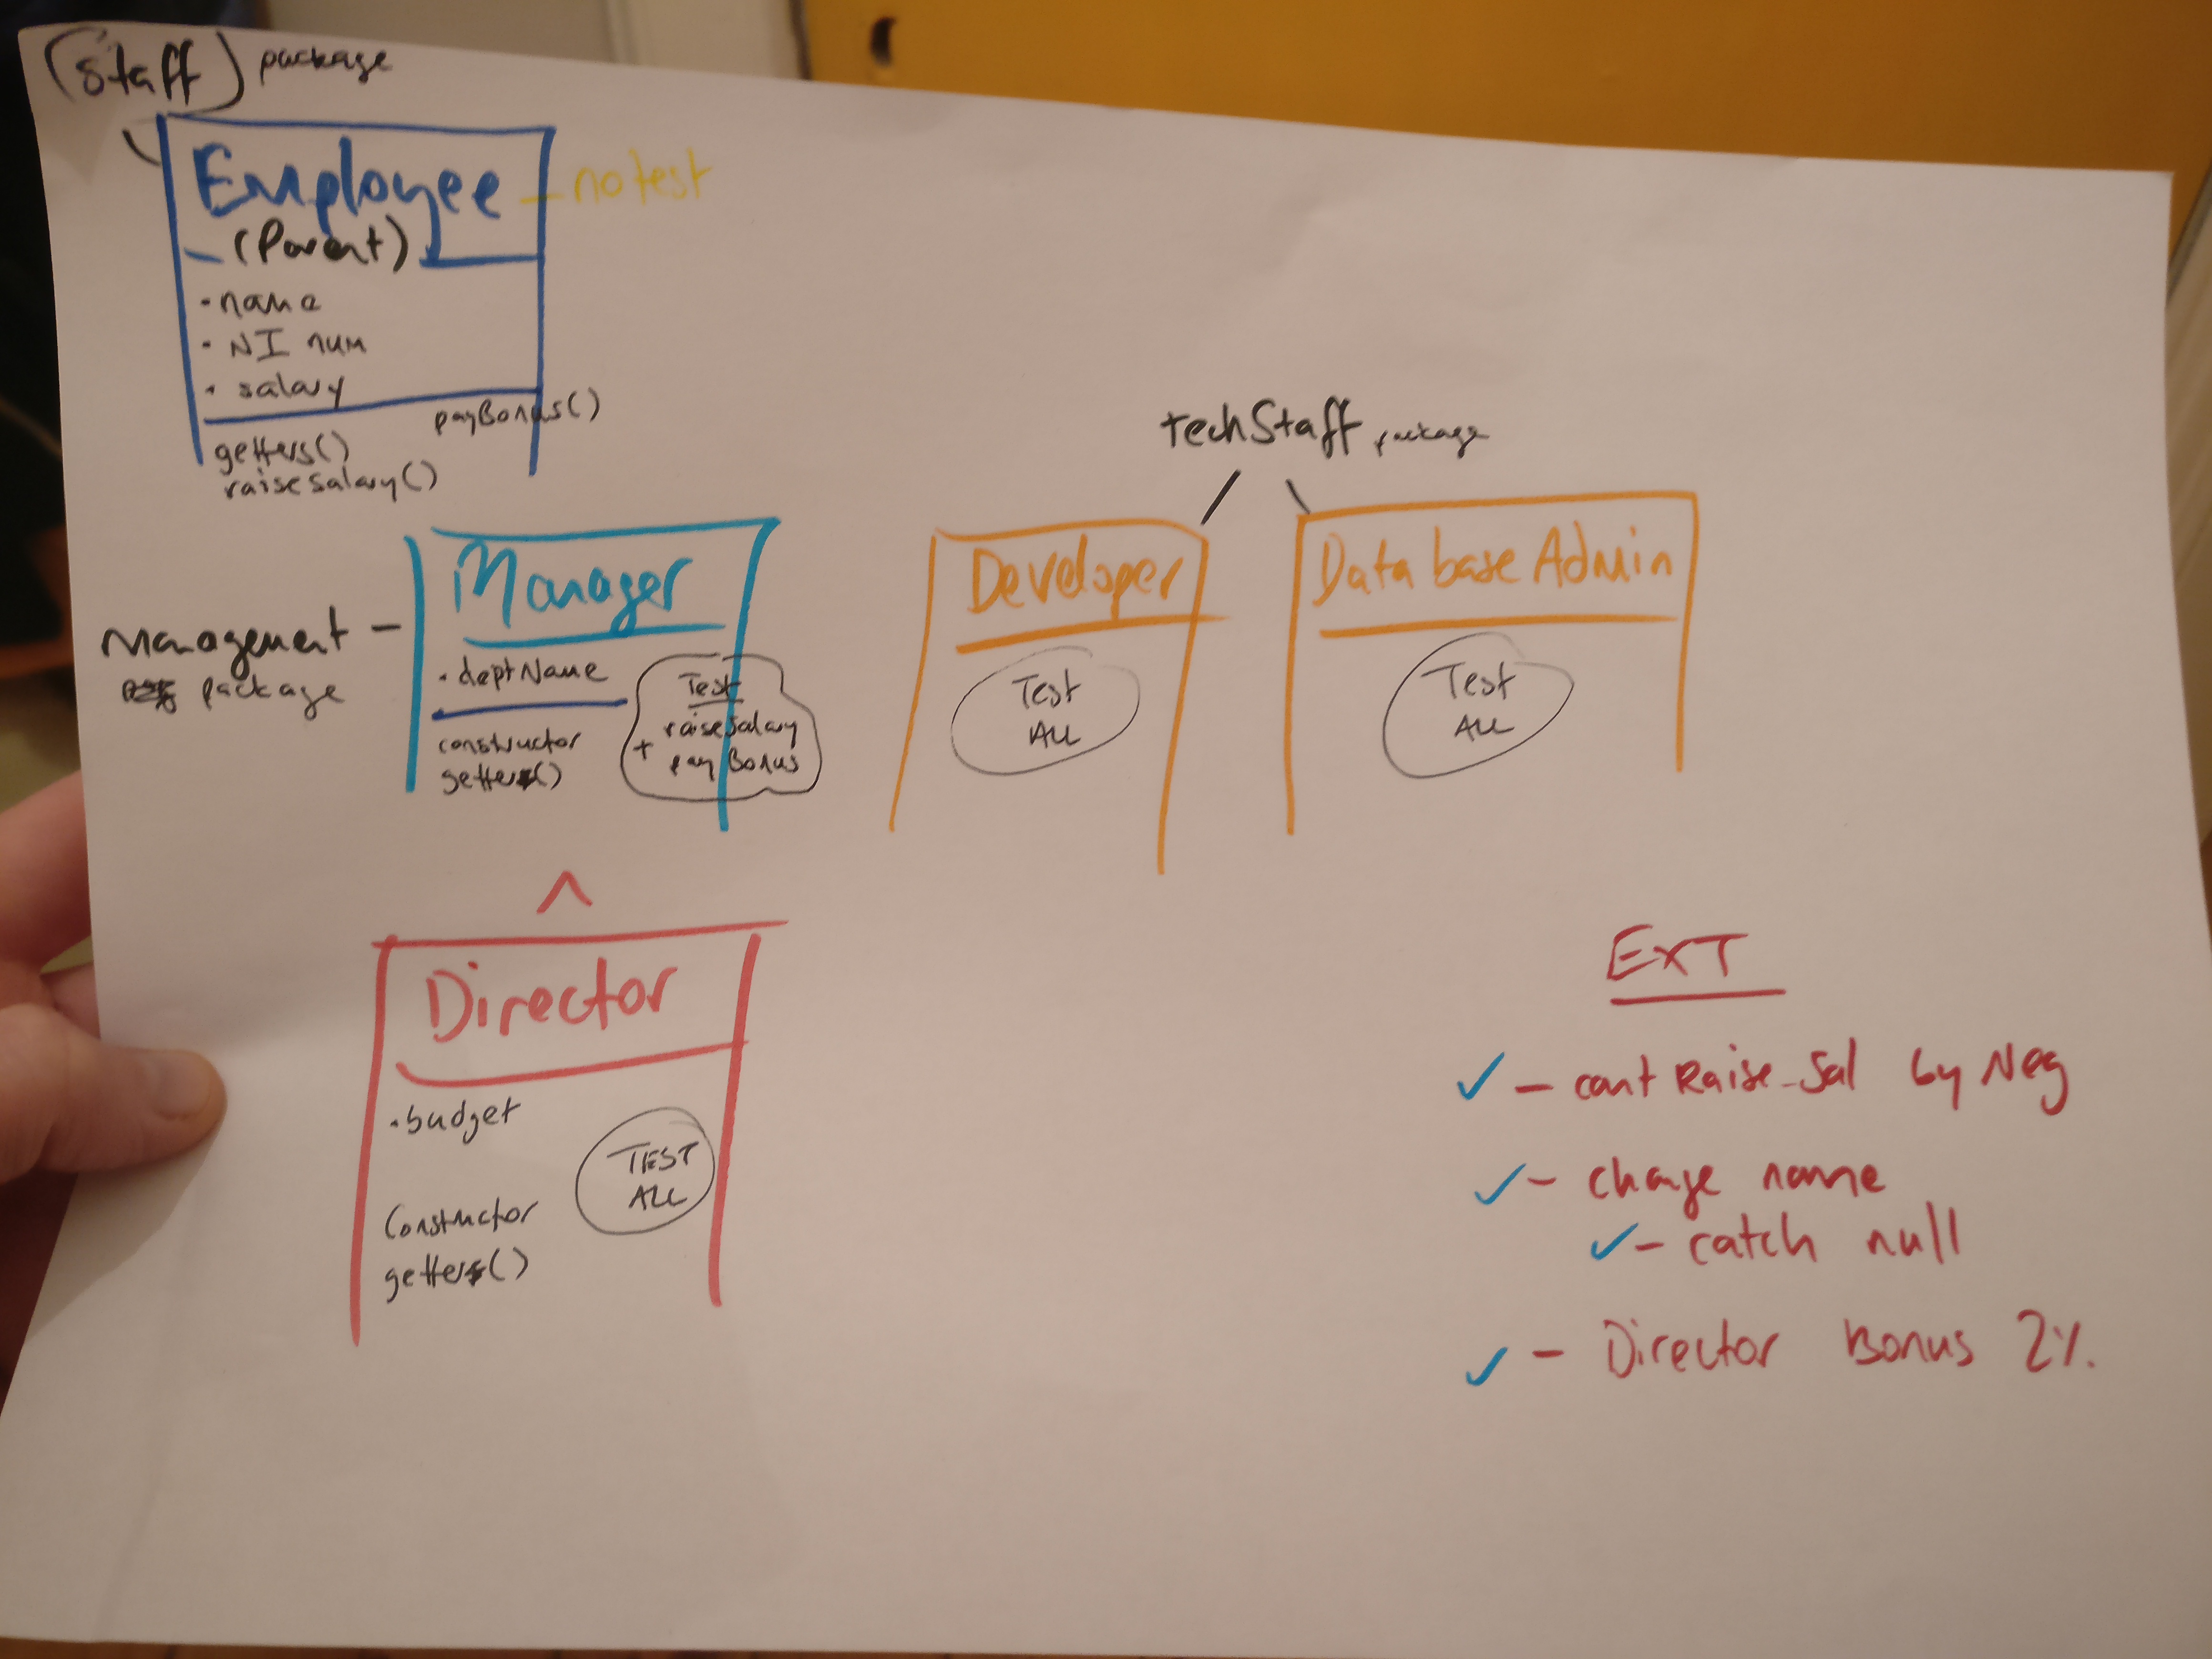 (staff) package
Employee
- no test
(Parent)
· name
· NI num
· salary
payBonus()
getters()
raiseSalary()
techStaff package
Management -
package
Manager
· deptName
constructor
getter()
Test
raiseSalary
+ payBonus
Developer
Test
ALL
Database Admin
Test
ALL
Director
· budget
TEST
ALL
Constructor
getter()
EXT
✓ - cant Raise_Sal by Neg
✓ - change name
✓ - catch null
✓ - Director Bonus 2%.